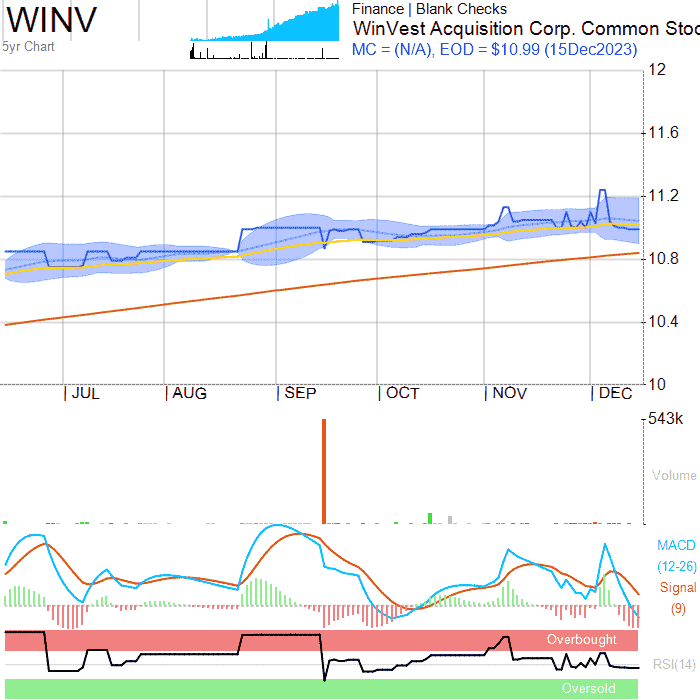 WINV
5yr Chart
Finance | Blank Checks
WinVest Acquisition Corp. Common Stoc
MC = (N/A), EOD = $10.99 (15Dec2023)
12
11.6
11.2
10.8
10.4
10
JUL AUG SEP OCT NOV DEC
543k
Volume
MACD
(12-26)
Signal
(9)
Overbought
RSI(14)
Oversold